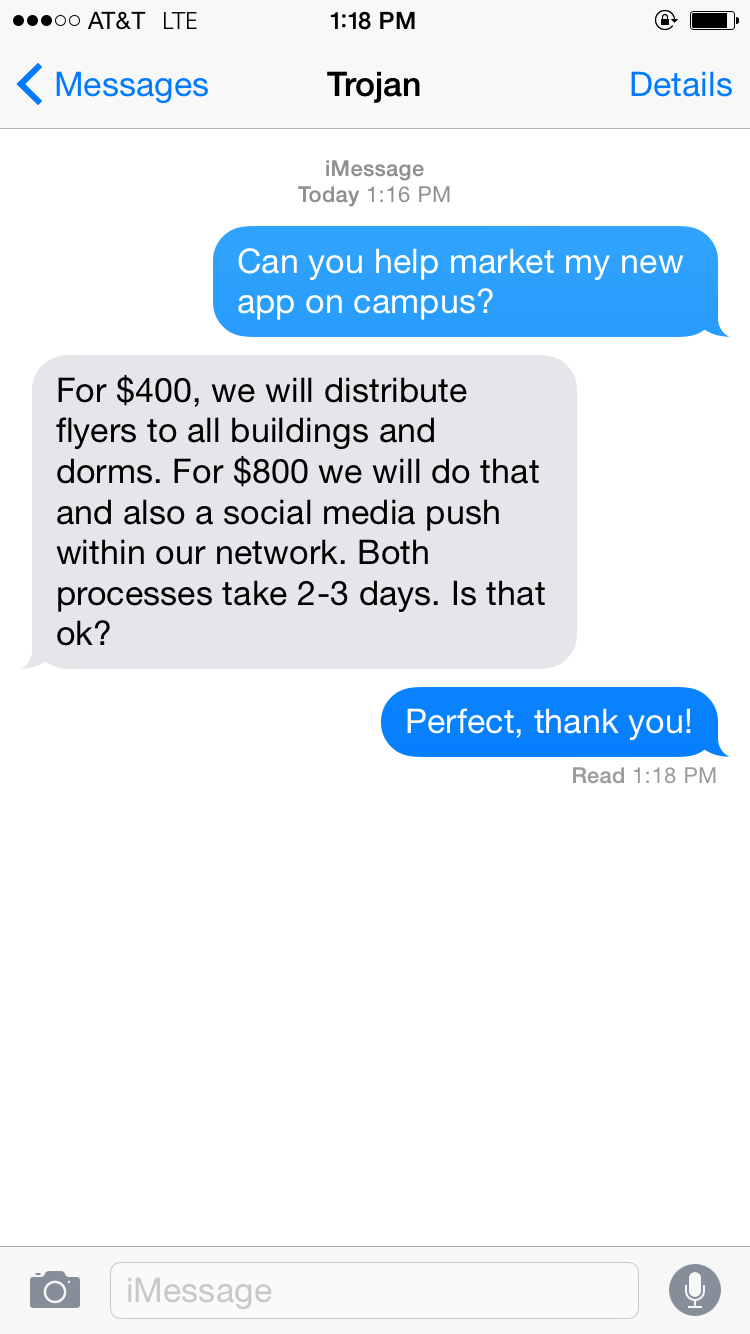 AT&T LTE 1:18 PM
Messages Trojan Details
iMessage
Today 1:16 PM
Can you help market my new
app on campus?
For $400, we will distribute
flyers to all buildings and
dorms. For $800 we will do that
and also a social media push
within our network. Both
processes take 2-3 days. Is that
ok?
Perfect, thank you!
Read 1:18 PM
iMessage